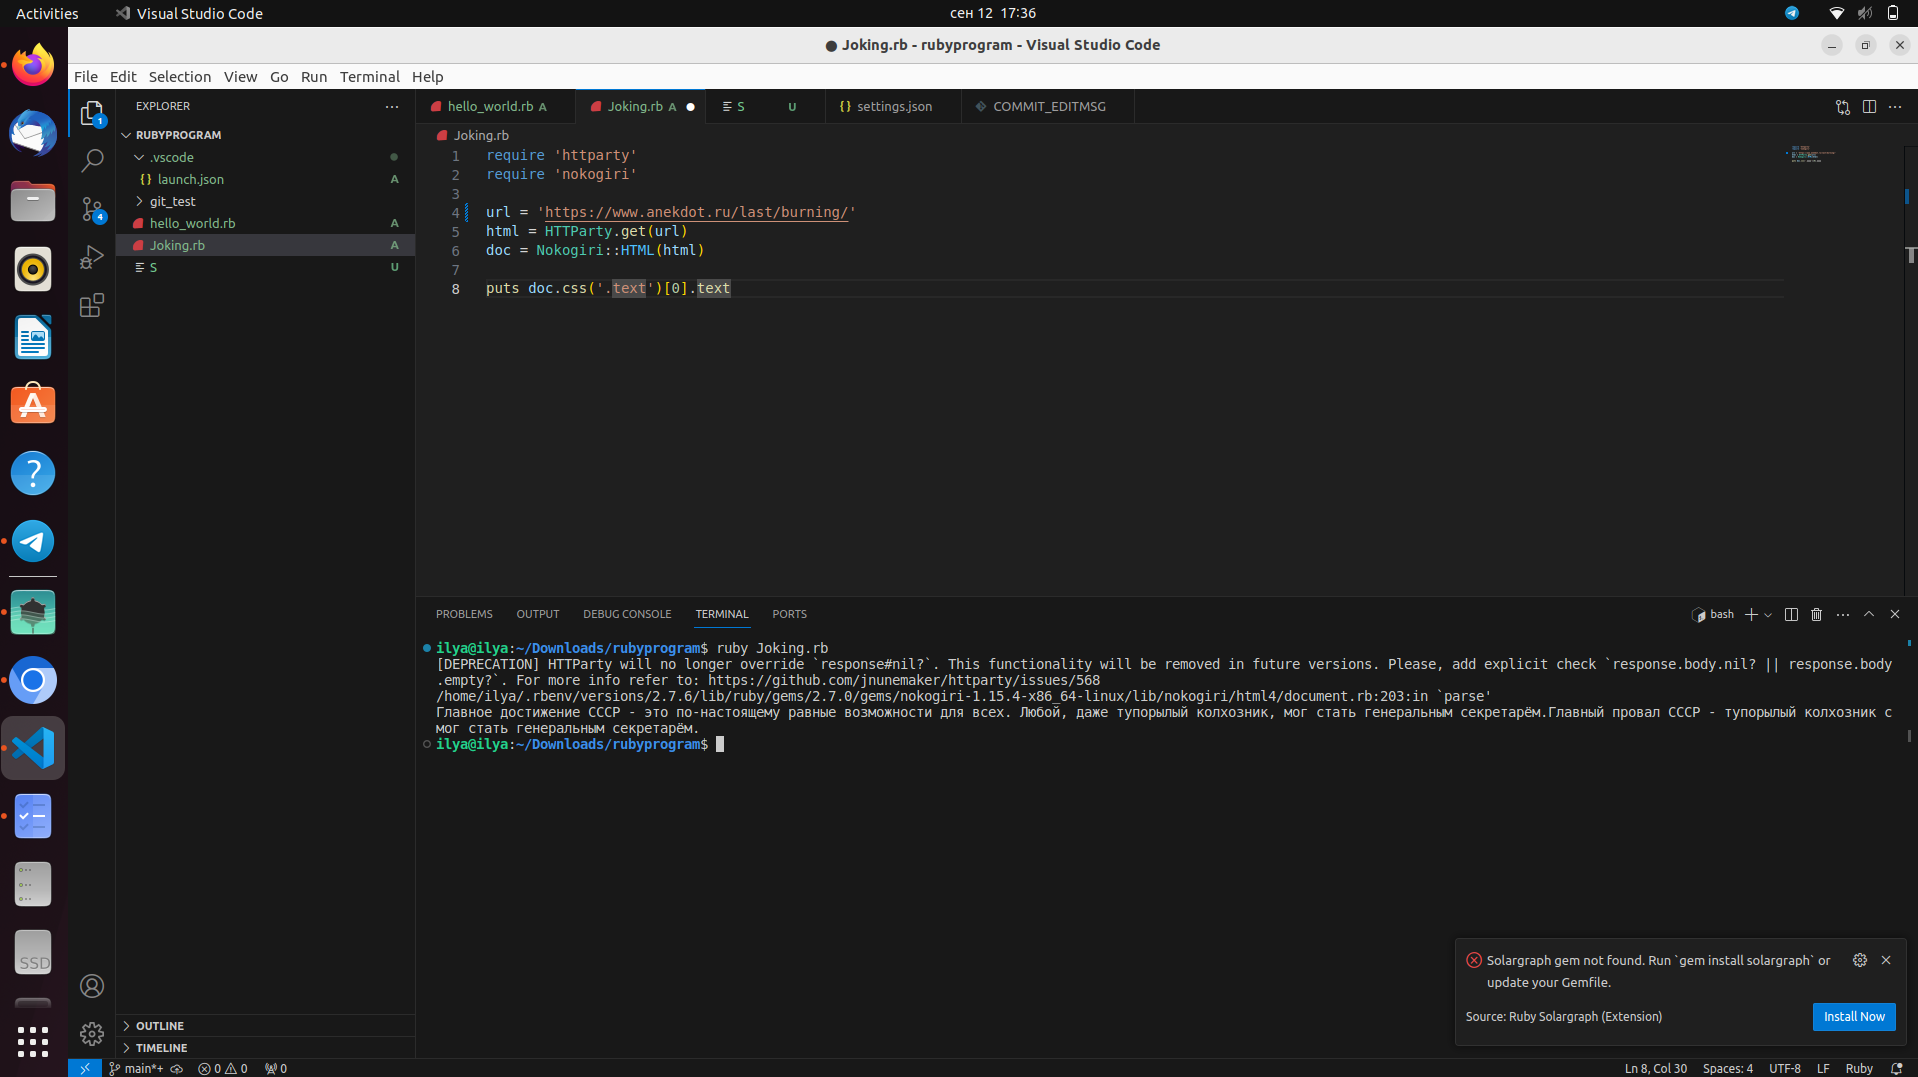 Activities
Visual Studio Code
сен 12 17:36
● Joking.rb - rubyprogram - Visual Studio Code
File Edit Selection View Go Run Terminal Help
EXPLORER
hello_world.rb A
Joking.rb A
S U
settings.json
COMMIT_EDITMSG
RUBYPROGRAM
.vscode
{} launch.json A
git_test
hello_world.rb A
Joking.rb A
S U
OUTLINE
TIMELINE
1
4
Joking.rb
1 require 'httparty'
2 require 'nokogiri'
3
4 url = 'https://www.anekdot.ru/last/burning/'
5 html = HTTParty.get(url)
6 doc = Nokogiri::HTML(html)
7
8 puts doc.css('.text')[0].text
PROBLEMS OUTPUT DEBUG CONSOLE TERMINAL PORTS
bash
ilya@ilya:~/Downloads/rubyprogram$ ruby Joking.rb
[DEPRECATION] HTTParty will no longer override `response#nil?`. This functionality will be removed in future versions. Please, add explicit check `response.body.nil? || response.body
.empty?`. For more info refer to: https://github.com/jnunemaker/httparty/issues/568
/home/ilya/.rbenv/versions/2.7.6/lib/ruby/gems/2.7.0/gems/nokogiri-1.15.4-x86_64-linux/lib/nokogiri/html4/document.rb:203:in `parse'
Главное достижение СССР - это по-настоящему равные возможности для всех. Любой, даже тупорылый колхозник, мог стать генеральным секретарём.Главный провал СССР - тупорылый колхозник с
мог стать генеральным секретарём.
ilya@ilya:~/Downloads/rubyprogram$
Solargraph gem not found. Run `gem install solargraph` or
update your Gemfile.
Source: Ruby Solargraph (Extension)
Install Now
SSD
main*+
0 0
0
Ln 8, Col 30 Spaces: 4 UTF-8 LF Ruby